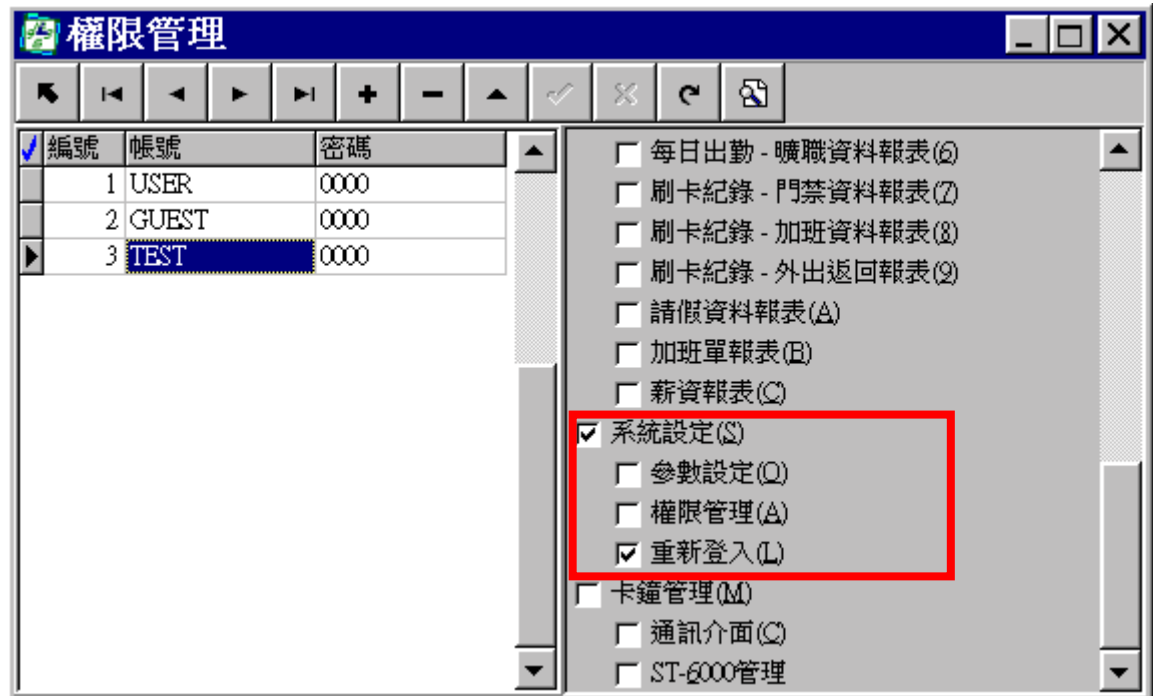 權限管理
編號 帳號 密碼
1 USER 0000
2 GUEST 0000
3 TEST 0000
每日出勤 - 曠職資料報表(6)
刷卡紀錄 - 門禁資料報表(7)
刷卡紀錄 - 加班資料報表(8)
刷卡紀錄 - 外出返回報表(9)
請假資料報表(A)
加班單報表(B)
薪資報表(C)
系統設定(S)
參數設定(O)
權限管理(A)
重新登入(L)
卡鐘管理(M)
通訊介面(C)
ST-6000管理